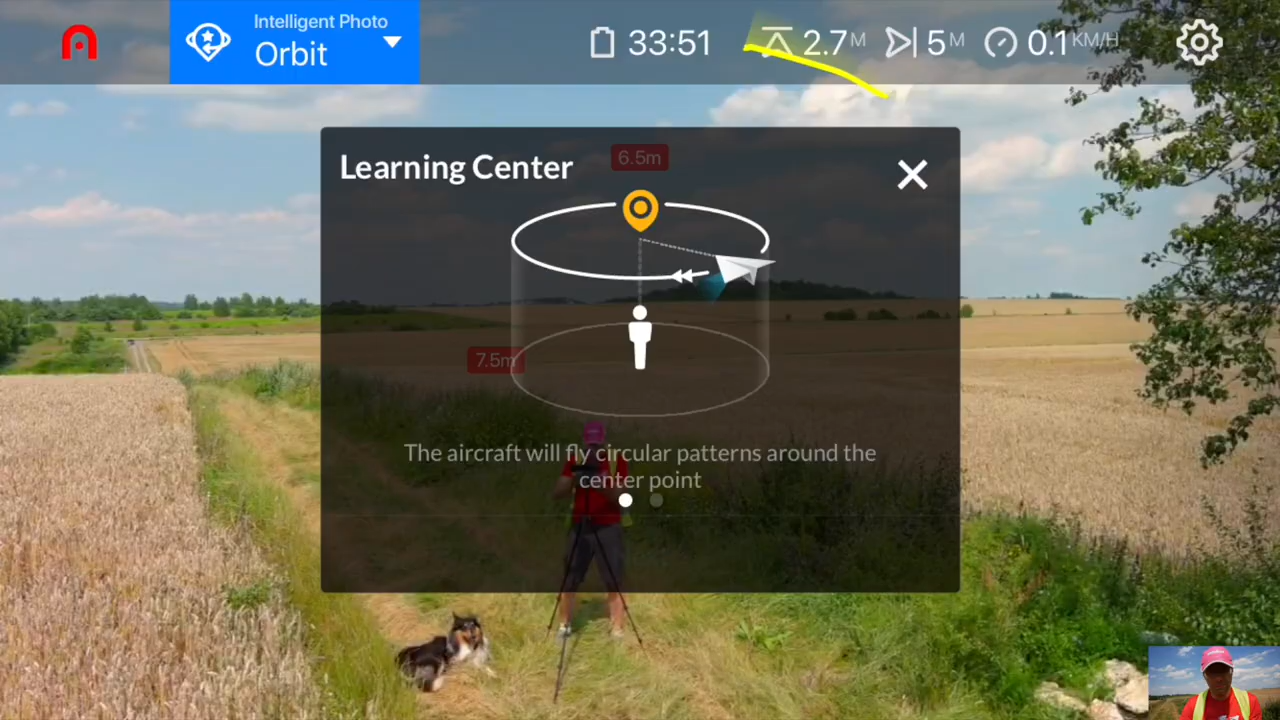 Intelligent Photo
Orbit
33:51
2.7M
5M
0.1KM/H
Learning Center
6.5m
7.5m
The aircraft will fly circular patterns around the
center point